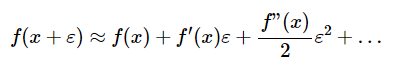 f(x + ε) ≈ f(x) + f′(x)ε + f”(x)/2 ε² + …